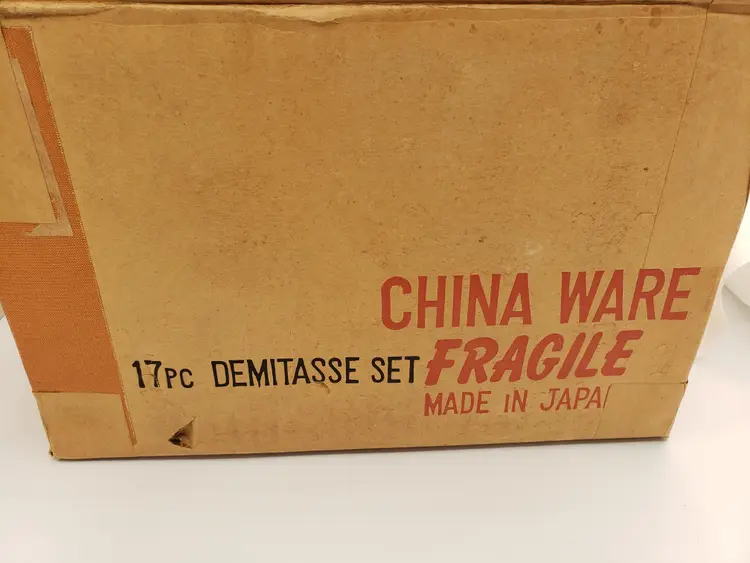 CHINA WARE
17PC DEMITASSE SET FRAGILE
MADE IN JAPA